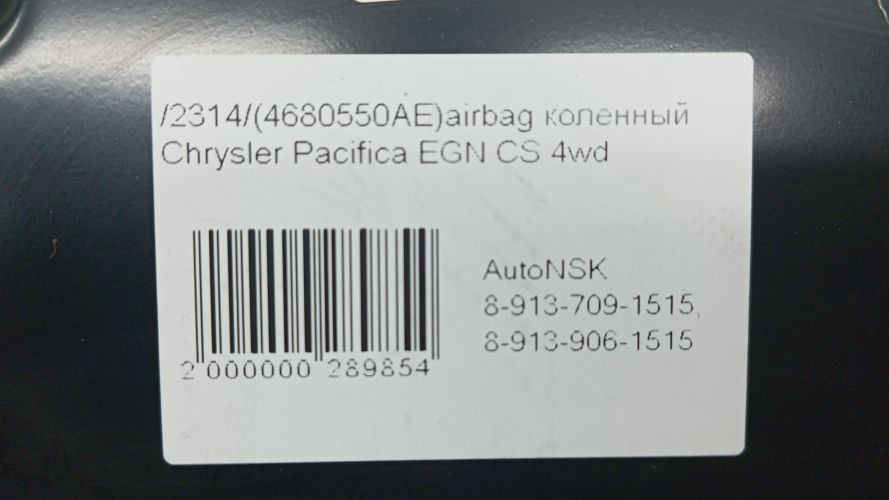 /2314/(4680550AE)airbag коленный
Chrysler Pacifica EGN CS 4wd
AutoNSK
8-913-709-1515,
8-913-906-1515
2 000000 289854